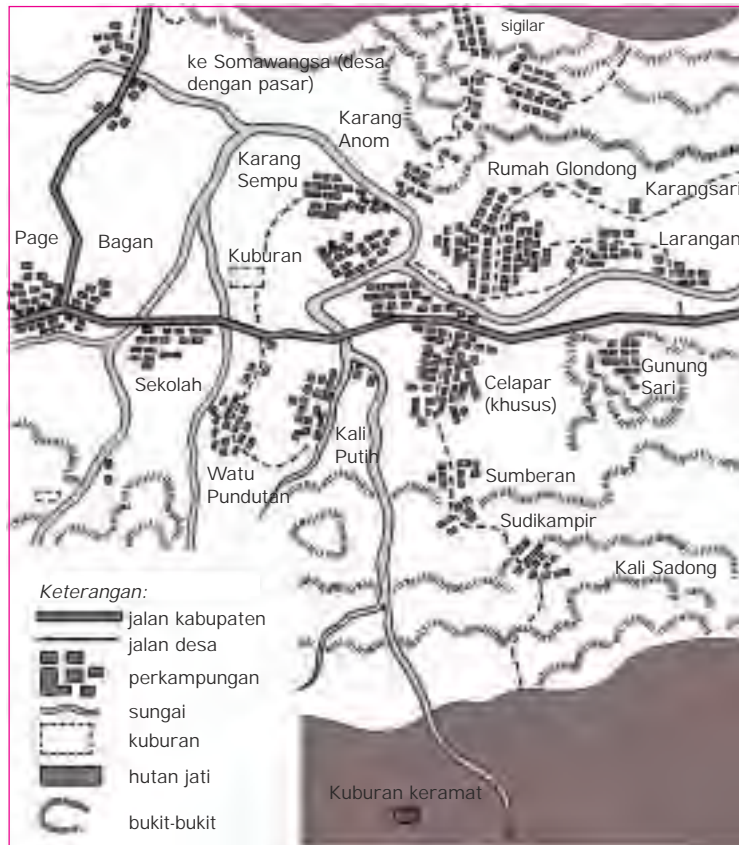 sigilar
ke Somawangsa (desa
dengan pasar)
Karang
Anom
Karang
Sempu
Rumah Glondong
Karangsari
Page
Bagan
Kuburan
Larangan
Sekolah
Celapar
(khusus)
Gunung
Sari
Watu
Pundutan
Kali
Putih
Sumberan
Sudikampir
Kali Sadong
Keterangan:
jalan kabupaten
jalan desa
perkampungan
sungai
kuburan
hutan jati
bukit-bukit
Kuburan keramat